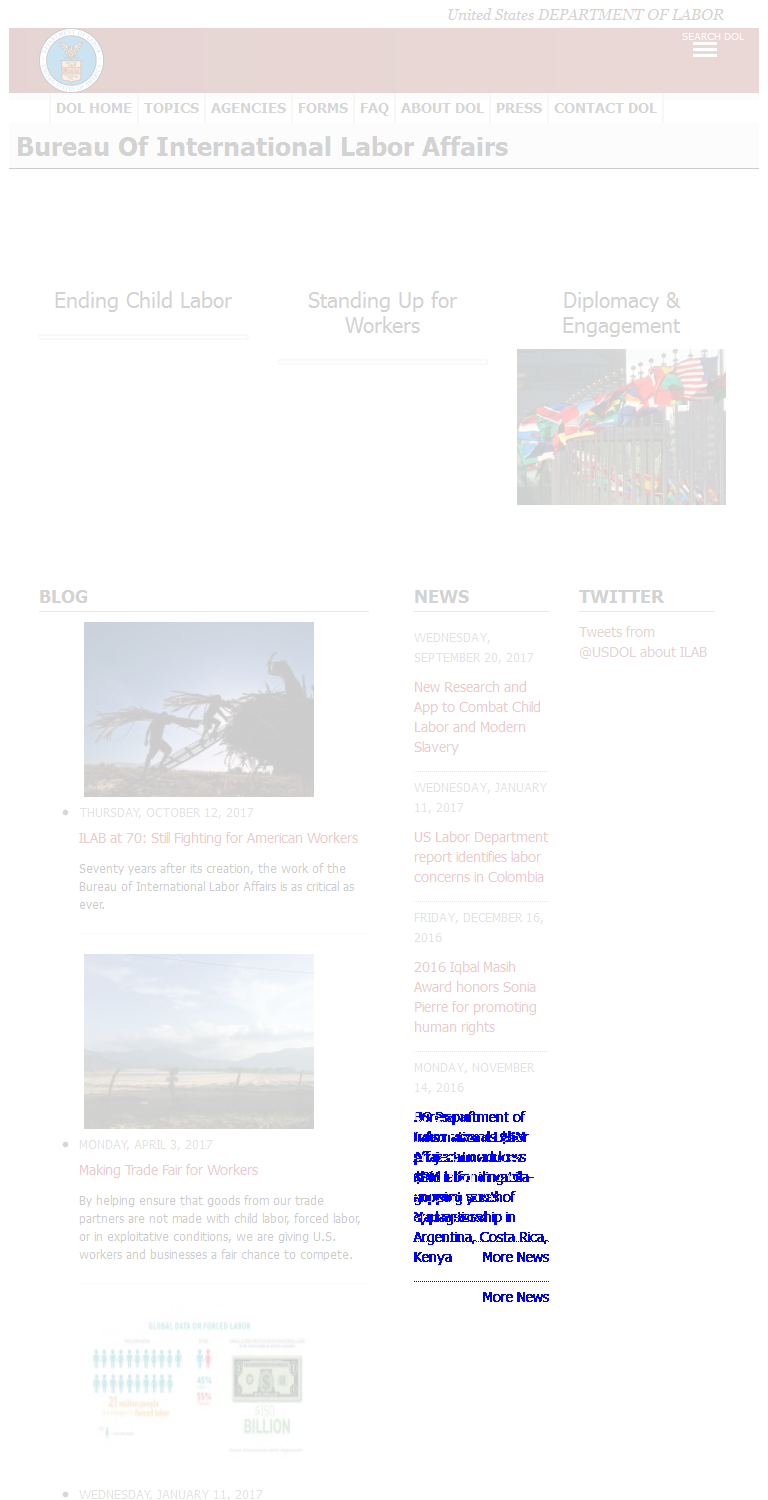 United States DEPARTMENT OF LABOR
SEARCH DOL
DOL HOME TOPICS AGENCIES FORMS FAQ ABOUT DOL PRESS CONTACT DOL
Bureau Of International Labor Affairs
Ending Child Labor
Standing Up for
Workers
Diplomacy &
Engagement
BLOG
THURSDAY, OCTOBER 12, 2017
ILAB at 70: Still Fighting for American Workers
Seventy years after its creation, the work of the
Bureau of International Labor Affairs is as critical as
ever.
MONDAY, APRIL 3, 2017
Making Trade Fair for Workers
By helping ensure that goods from our trade
partners are not made with child labor, forced labor,
or in exploitative conditions, we are giving U.S.
workers and businesses a fair chance to compete.
GLOBAL DATA ON FORCED LABOR
21 million people
45%
55%
$150
BILLION
WEDNESDAY, JANUARY 11, 2017
NEWS
WEDNESDAY,
SEPTEMBER 20, 2017
New Research and
App to Combat Child
Labor and Modern
Slavery
WEDNESDAY, JANUARY
11, 2017
US Labor Department
report identifies labor
concerns in Colombia
FRIDAY, DECEMBER 16,
2016
2016 Iqbal Masih
Award honors Sonia
Pierre for promoting
human rights
MONDAY, NOVEMBER
14, 2016
of
in
Argentina, Costa Rica,
Kenya More News
More News
TWITTER
Tweets from
@USDOL about ILAB